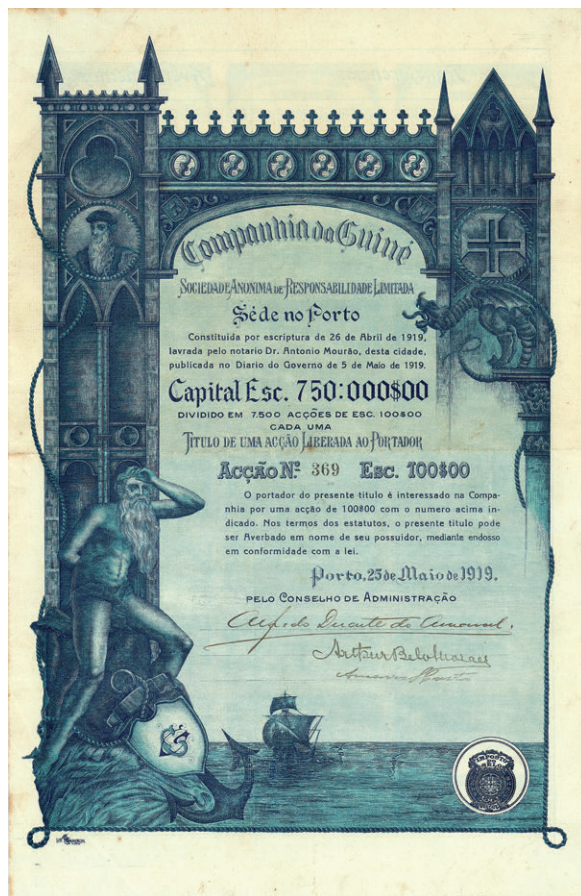 Companhia da Guiné
SOCIEDADE ANONIMA DE RESPONSABILIDADE LIMITADA
Séde no Porto
Constituida por escriptura de 26 de Abril de 1919,
lavrada pelo notario Dr. Antonio Mourão, desta cidade,
publicada no Diario do Governo de 5 de Maio de 1919.
Capital Esc. 750:000$00
DIVIDIDO EM 7.500 ACÇÕES DE ESC. 100$00
CADA UMA
TITULO DE UMA ACÇÃO LIBERADA AO PORTADOR
ACÇÃO Nº 369 Esc. 100$00
O portador do presente titulo é interessado na Compa-
nhia por uma acção de 100$00 com o numero acima in-
dicado. Nos termos dos estatutos, o presente titulo pode
ser Averbado em nome de seu possuidor, mediante endosso
em conformidade com a lei.
Porto, 25 de Maio de 1919.
PELO CONSELHO DE ADMINISTRAÇÃO
Alfredo Duarte do
Arthur Belo Moraes
CG